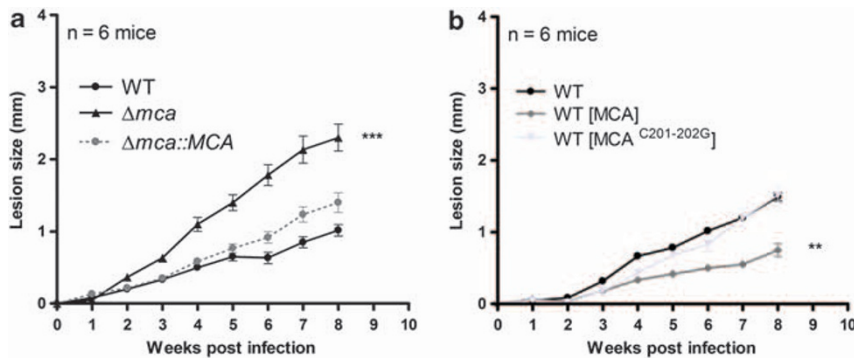 a
n = 6 mice
WT
Δmca
Δmca::MCA
***
Lesion size (mm)
4
3
2
1
0
0 1 2 3 4 5 6 7 8 9 10
Weeks post infection
b
n = 6 mice
WT
WT [MCA]
WT [MCA C201-202G]
**
Lesion size (mm)
4
3
2
1
0
0 1 2 3 4 5 6 7 8 9 10
Weeks post infection